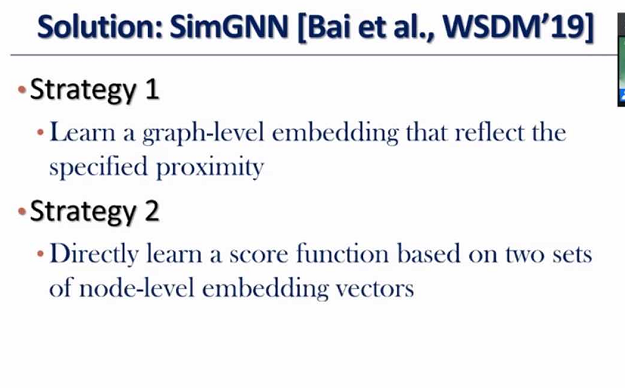 Solution: SimGNN [Bai et al., WSDM'19]
•Strategy 1
•Learn a graph-level embedding that reflect the
specified proximity
•Strategy 2
•Directly learn a score function based on two sets
of node-level embedding vectors